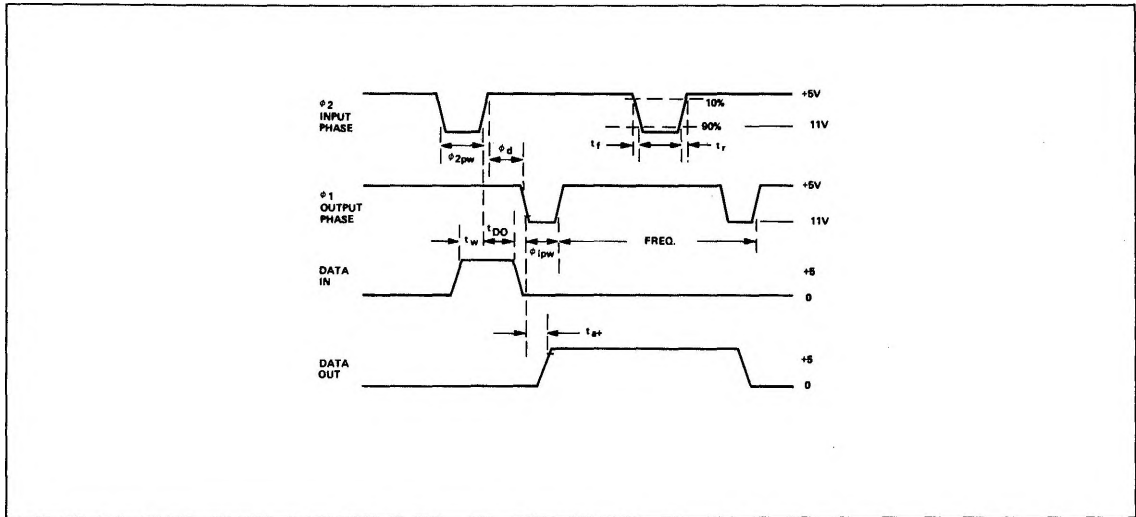 φ2 INPUT PHASE
+5V
10%
90%
11V
φ2pw
φd
tf
tr
φ1 OUTPUT PHASE
+5V
11V
tw
tDO
φ1pw
FREQ.
DATA IN
+5
0
ta+
DATA OUT
+5
0